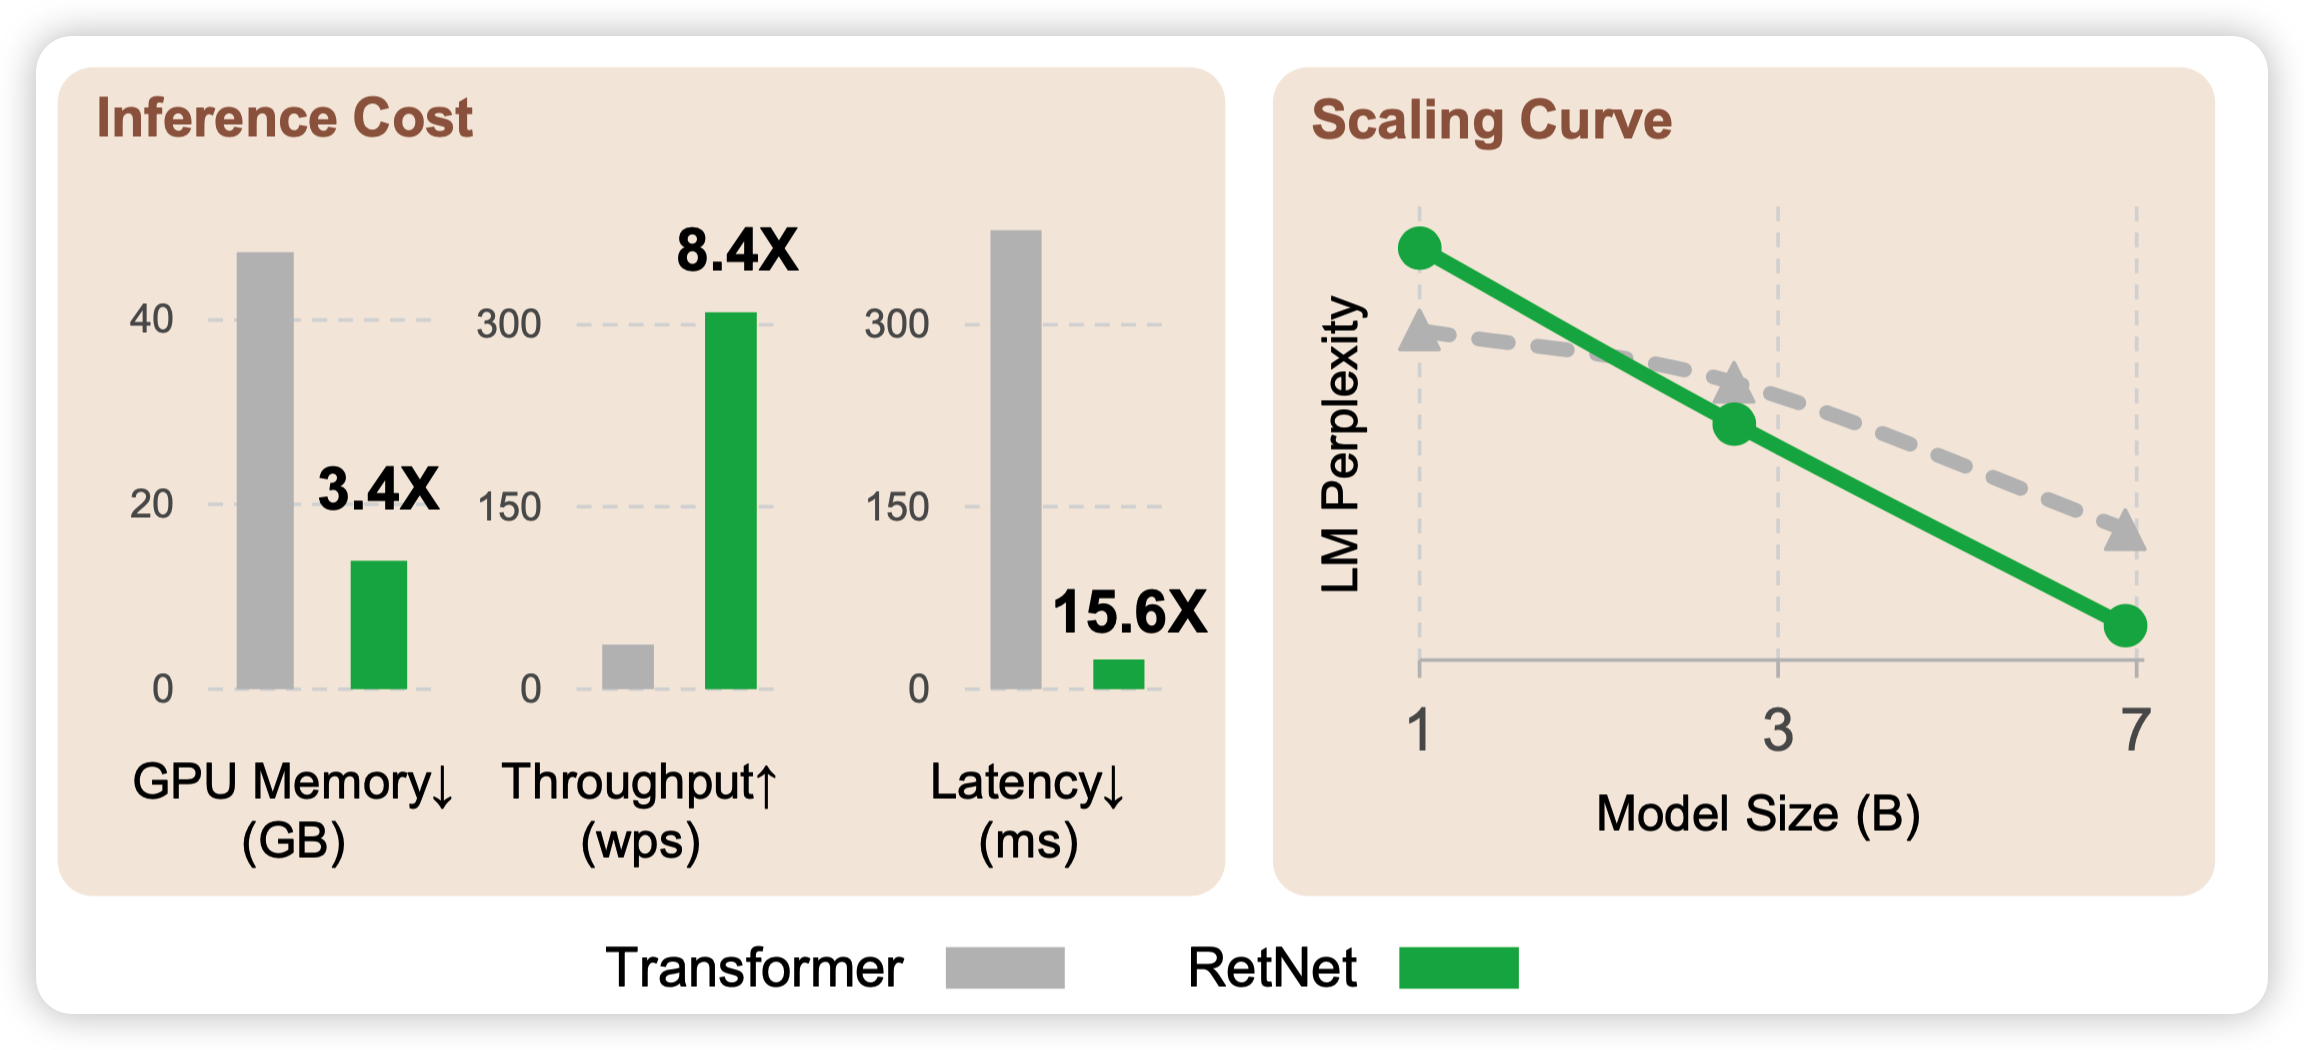 Inference Cost
40
20
0
3.4X
GPU Memory↓
(GB)
300
150
0
8.4X
Throughput↑
(wps)
300
150
0
15.6X
Latency↓
(ms)
Scaling Curve
LM Perplexity
1 3 7
Model Size (B)
Transformer RetNet